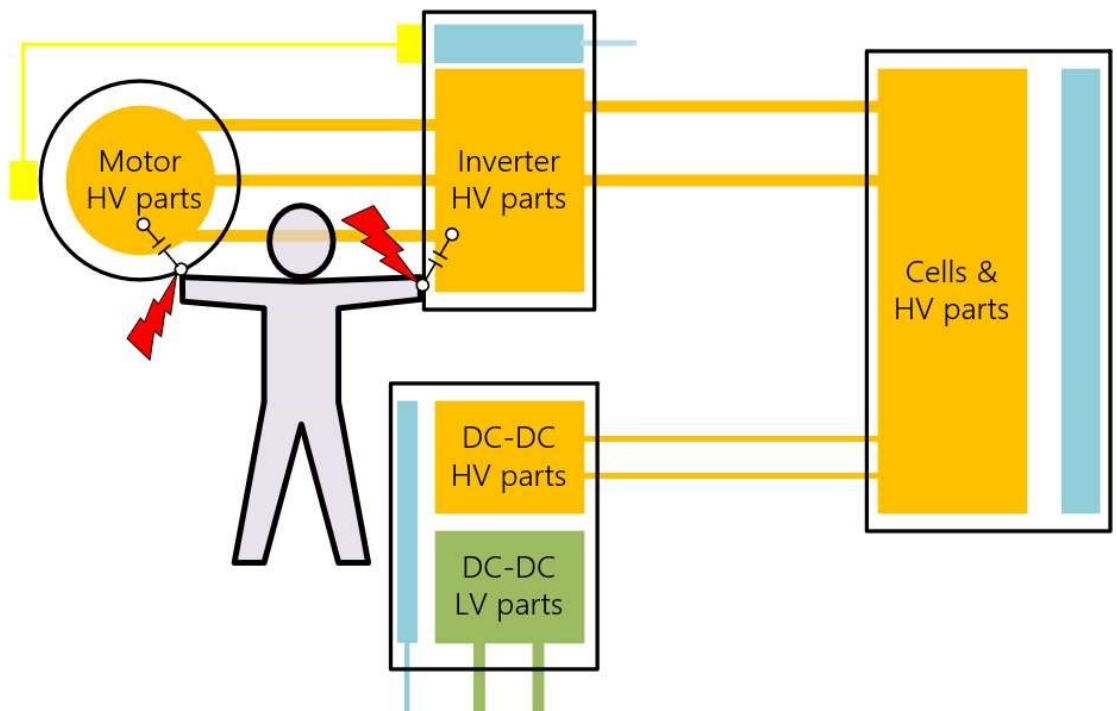 Motor
HV parts
Inverter
HV parts
Cells &
HV parts
DC-DC
HV parts
DC-DC
LV parts